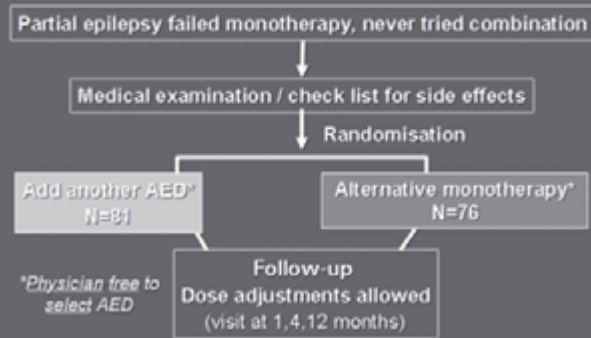 Partial epilepsy failed monotherapy, never tried combination
Medical examination / check list for side effects
Randomisation
Add another AED*
N=81
Alternative monotherapy*
N=76
*Physician free to
select AED
Follow-up
Dose adjustments allowed
(visit at 1,4,12 months)